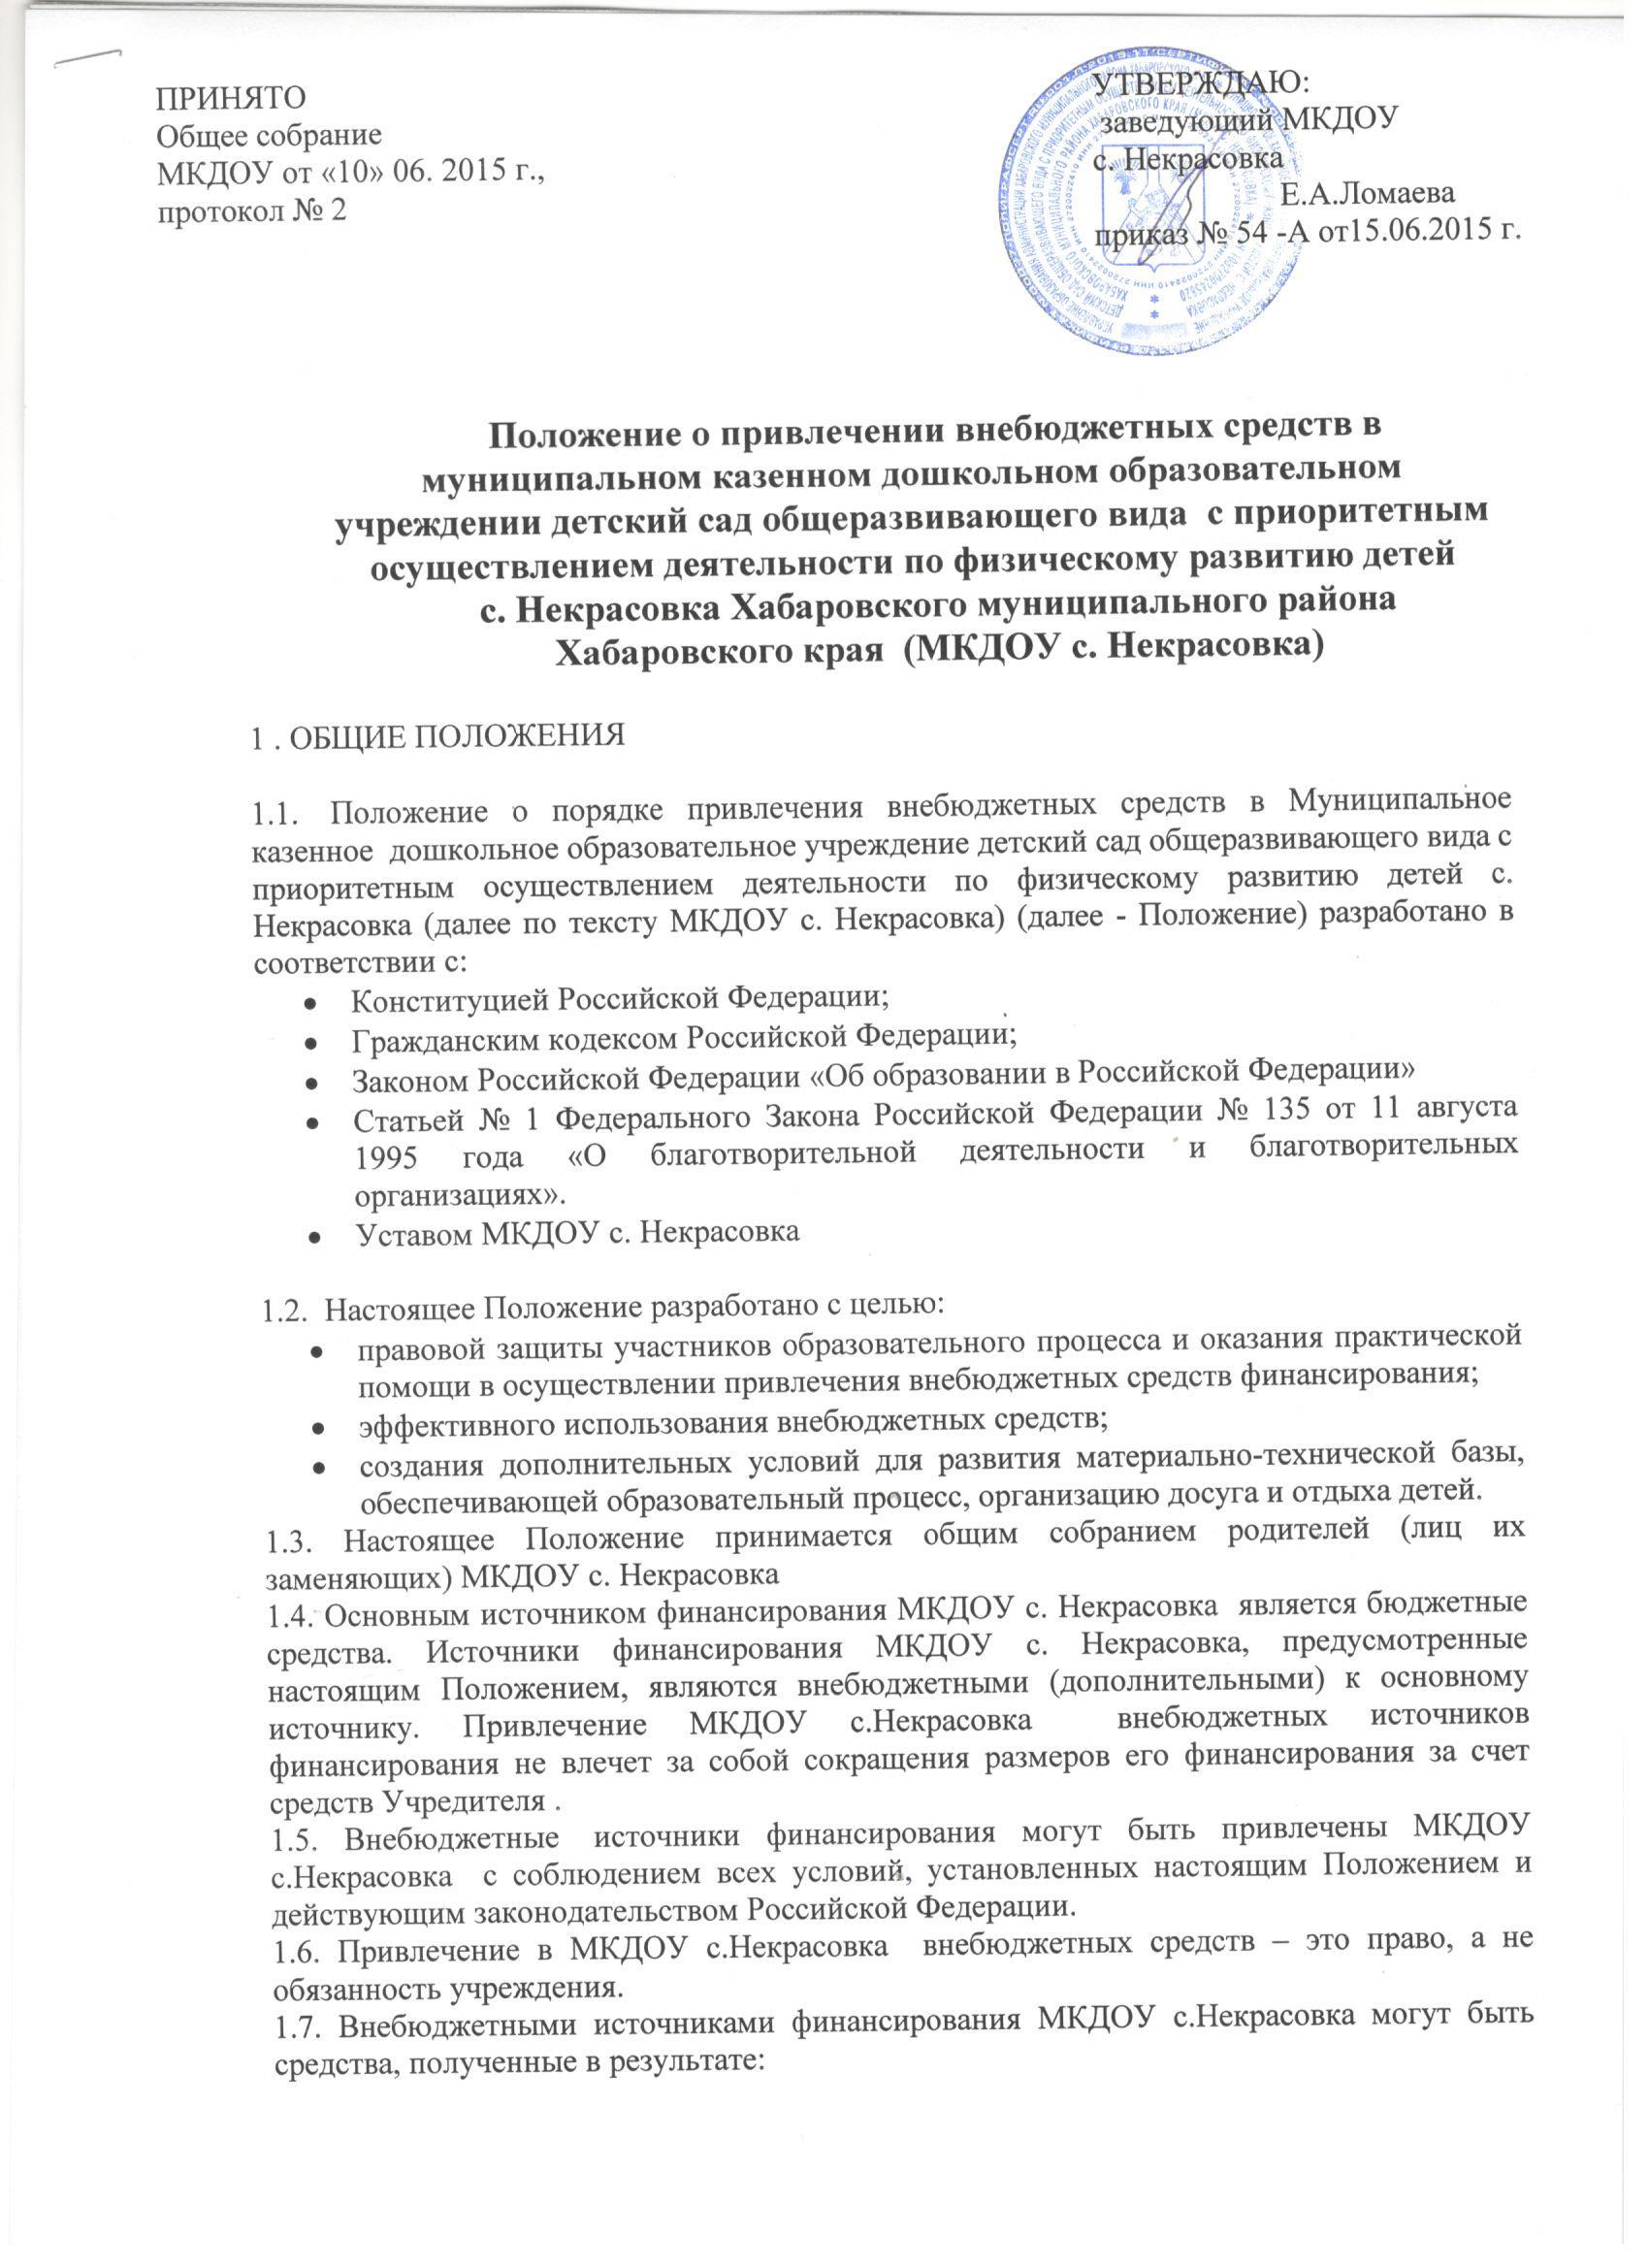 ПРИНЯТО
Общее собрание
МКДОУ от «10» 06. 2015 г.,
протокол № 2
УТВЕРЖДАЮ:
заведующий МКДОУ
с. Некрасовка
Е.А.Ломаева
приказ № 54 -А от15.06.2015 г.
Положение о привлечении внебюджетных средств в
муниципальном казенном дошкольном образовательном
учреждении детский сад общеразвивающего вида с приоритетным
осуществлением деятельности по физическому развитию детей
с. Некрасовка Хабаровского муниципального района
Хабаровского края (МКДОУ с. Некрасовка)
1 . ОБЩИЕ ПОЛОЖЕНИЯ
1.1. Положение о порядке привлечения внебюджетных средств в Муниципальное
казенное дошкольное образовательное учреждение детский сад общеразвивающего вида с
приоритетным осуществлением деятельности по физическому развитию детей с.
Некрасовка (далее по тексту МКДОУ с. Некрасовка) (далее - Положение) разработано в
соответствии с:
• Конституцией Российской Федерации;
• Гражданским кодексом Российской Федерации;
• Законом Российской Федерации «Об образовании в Российской Федерации»
• Статьей № 1 Федерального Закона Российской Федерации № 135 от 11 августа
1995 года «О благотворительной деятельности и благотворительных
организациях».
• Уставом МКДОУ с. Некрасовка
1.2. Настоящее Положение разработано с целью:
• правовой защиты участников образовательного процесса и оказания практической
помощи в осуществлении привлечения внебюджетных средств финансирования;
• эффективного использования внебюджетных средств;
• создания дополнительных условий для развития материально-технической базы,
обеспечивающей образовательный процесс, организацию досуга и отдыха детей.
1.3. Настоящее Положение принимается общим собранием родителей (лиц их
заменяющих) МКДОУ с. Некрасовка
1.4. Основным источником финансирования МКДОУ с. Некрасовка является бюджетные
средства. Источники финансирования МКДОУ с. Некрасовка, предусмотренные
настоящим Положением, являются внебюджетными (дополнительными) к основному
источнику. Привлечение МКДОУ с.Некрасовка внебюджетных источников
финансирования не влечет за собой сокращения размеров его финансирования за счет
средств Учредителя .
1.5. Внебюджетные источники финансирования могут быть привлечены МКДОУ
с.Некрасовка с соблюдением всех условий, установленных настоящим Положением и
действующим законодательством Российской Федерации.
1.6. Привлечение в МКДОУ с.Некрасовка внебюджетных средств – это право, а не
обязанность учреждения.
1.7. Внебюджетными источниками финансирования МКДОУ с.Некрасовка могут быть
средства, полученные в результате: